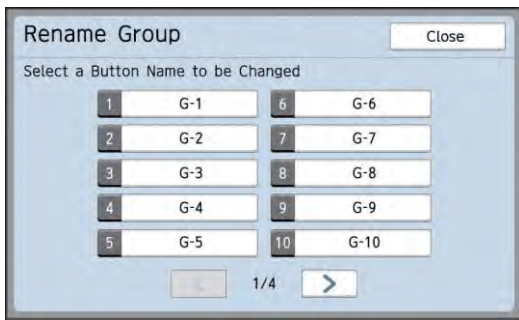 Rename Group
Close
Select a Button Name to be Changed
1 G-1
6 G-6
2 G-2
7 G-7
3 G-3
8 G-8
4 G-4
9 G-9
5 G-5
10 G-10
1/4